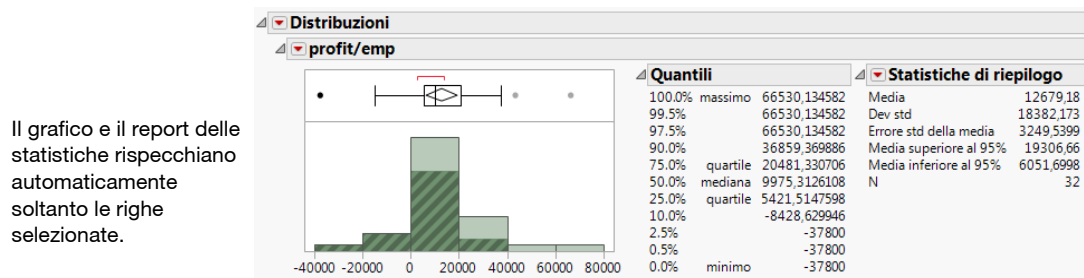 Distribuzioni
profit/emp
Il grafico e il report delle
statistiche rispecchiano
automaticamente
soltanto le righe
selezionate.
-40000 -20000 0 20000 40000 60000 80000
Quantili
100.0% massimo 66530,134582
99.5% 66530,134582
97.5% 66530,134582
90.0% 36859,369886
75.0% quartile 20481,330706
50.0% mediana 9975,3126108
25.0% quartile 5421,5147598
10.0% -8428,629946
2.5% -37800
0.5% -37800
0.0% minimo -37800
Statistiche di riepilogo
Media 12679,18
Dev std 18382,173
Errore std della media 3249,5399
Media superiore al 95% 19306,66
Media inferiore al 95% 6051,6998
N 32